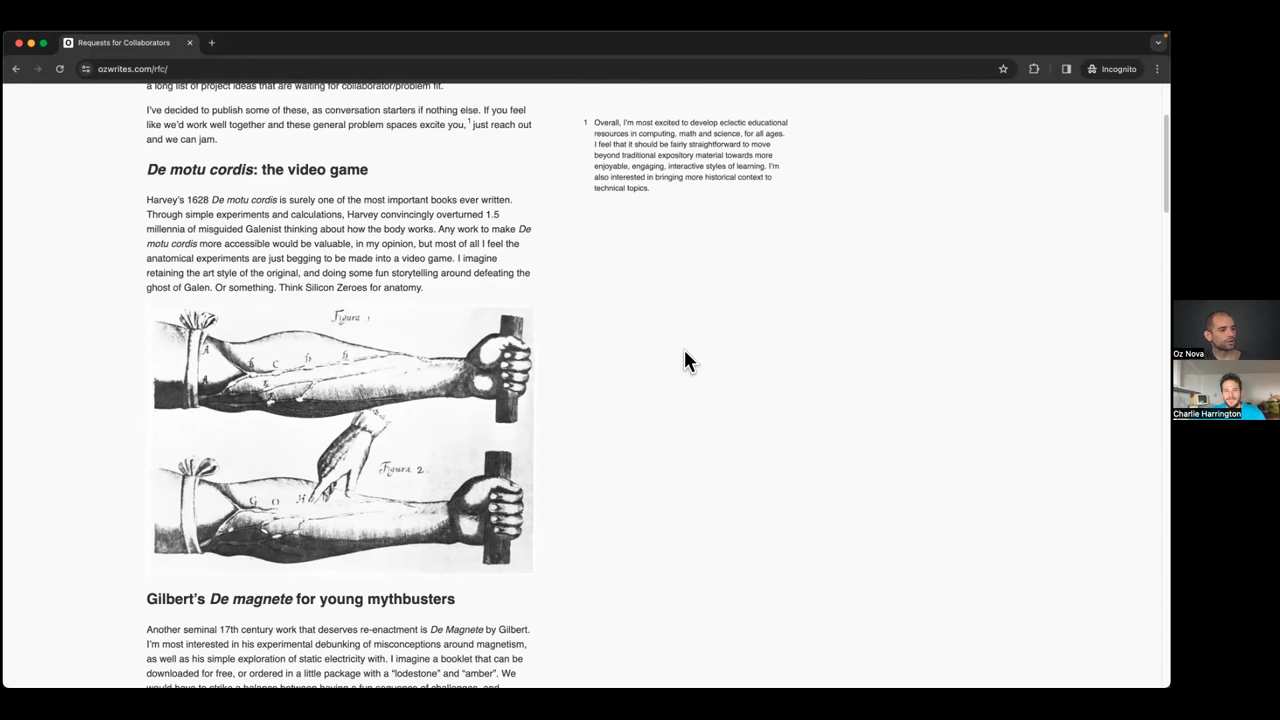 Requests for Collaborators
ozwrites.com/rfc/
Incognito
a long list of project ideas that are waiting for collaborator/problem fit.
I've decided to publish some of these, as conversation starters if nothing else. If you feel
like we'd work well together and these general problem spaces excite you,1 just reach out
and we can jam.
1 Overall, I'm most excited to develop eclectic educational
resources in computing, math and science, for all ages.
I feel that it should be fairly straightforward to move
beyond traditional expository material towards more
enjoyable, engaging, interactive styles of learning. I'm
also interested in bringing more historical context to
technical topics.
De motu cordis: the video game
Harvey's 1628 De motu cordis is surely one of the most important books ever written.
Through simple experiments and calculations, Harvey convincingly overturned 1.5
millennia of misguided Galenist thinking about how the body works. Any work to make De
motu cordis more accessible would be valuable, in my opinion, but most of all I feel the
anatomical experiments are just begging to be made into a video game. I imagine
retaining the art style of the original, and doing some fun storytelling around defeating the
ghost of Galen. Or something. Think Silicon Zeroes for anatomy.
Figura 1
A
C
Figura 2.
G O H
Gilbert's De magnete for young mythbusters
Another seminal 17th century work that deserves re-enactment is De Magnete by Gilbert.
I'm most interested in his experimental debunking of misconceptions around magnetism,
as well as his simple exploration of static electricity with. I imagine a booklet that can be
downloaded for free, or ordered in a little package with a “lodestone” and “amber”. We
would have to strike a balance between having a fun sequence of challenges, and
Oz Nova
Charlie Harrington